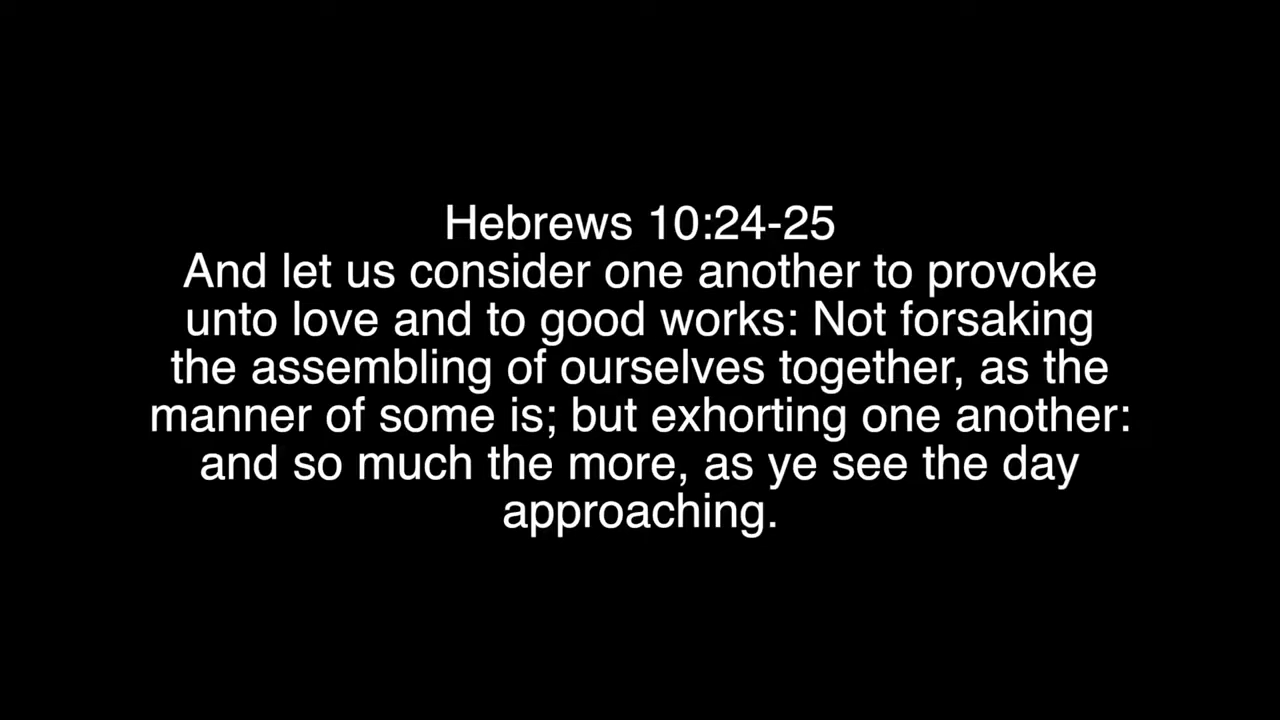 Hebrews 10:24-25
And let us consider one another to provoke
unto love and to good works: Not forsaking
the assembling of ourselves together, as the
manner of some is; but exhorting one another:
and so much the more, as ye see the day
approaching.